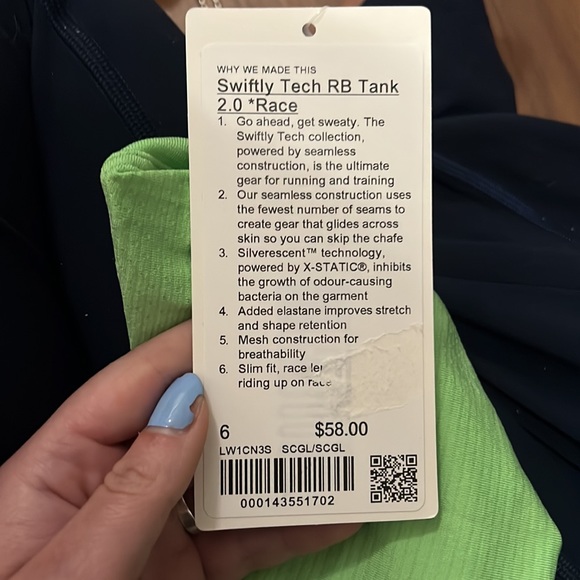 WHY WE MADE THIS
Swiftly Tech RB Tank
2.0 *Race
1. Go ahead, get sweaty. The
Swiftly Tech collection,
powered by seamless
construction, is the ultimate
gear for running and training
2. Our seamless construction uses
the fewest number of seams to
create gear that glides across
skin so you can skip the chafe
3. Silverescent™ technology,
powered by X-STATIC®, inhibits
the growth of odour-causing
bacteria on the garment
4. Added elastane improves stretch
and shape retention
5. Mesh construction for
breathability
6. Slim fit, race
riding up on race
6 $58.00
LW1CN3S SCGL/SCGL
000143551702